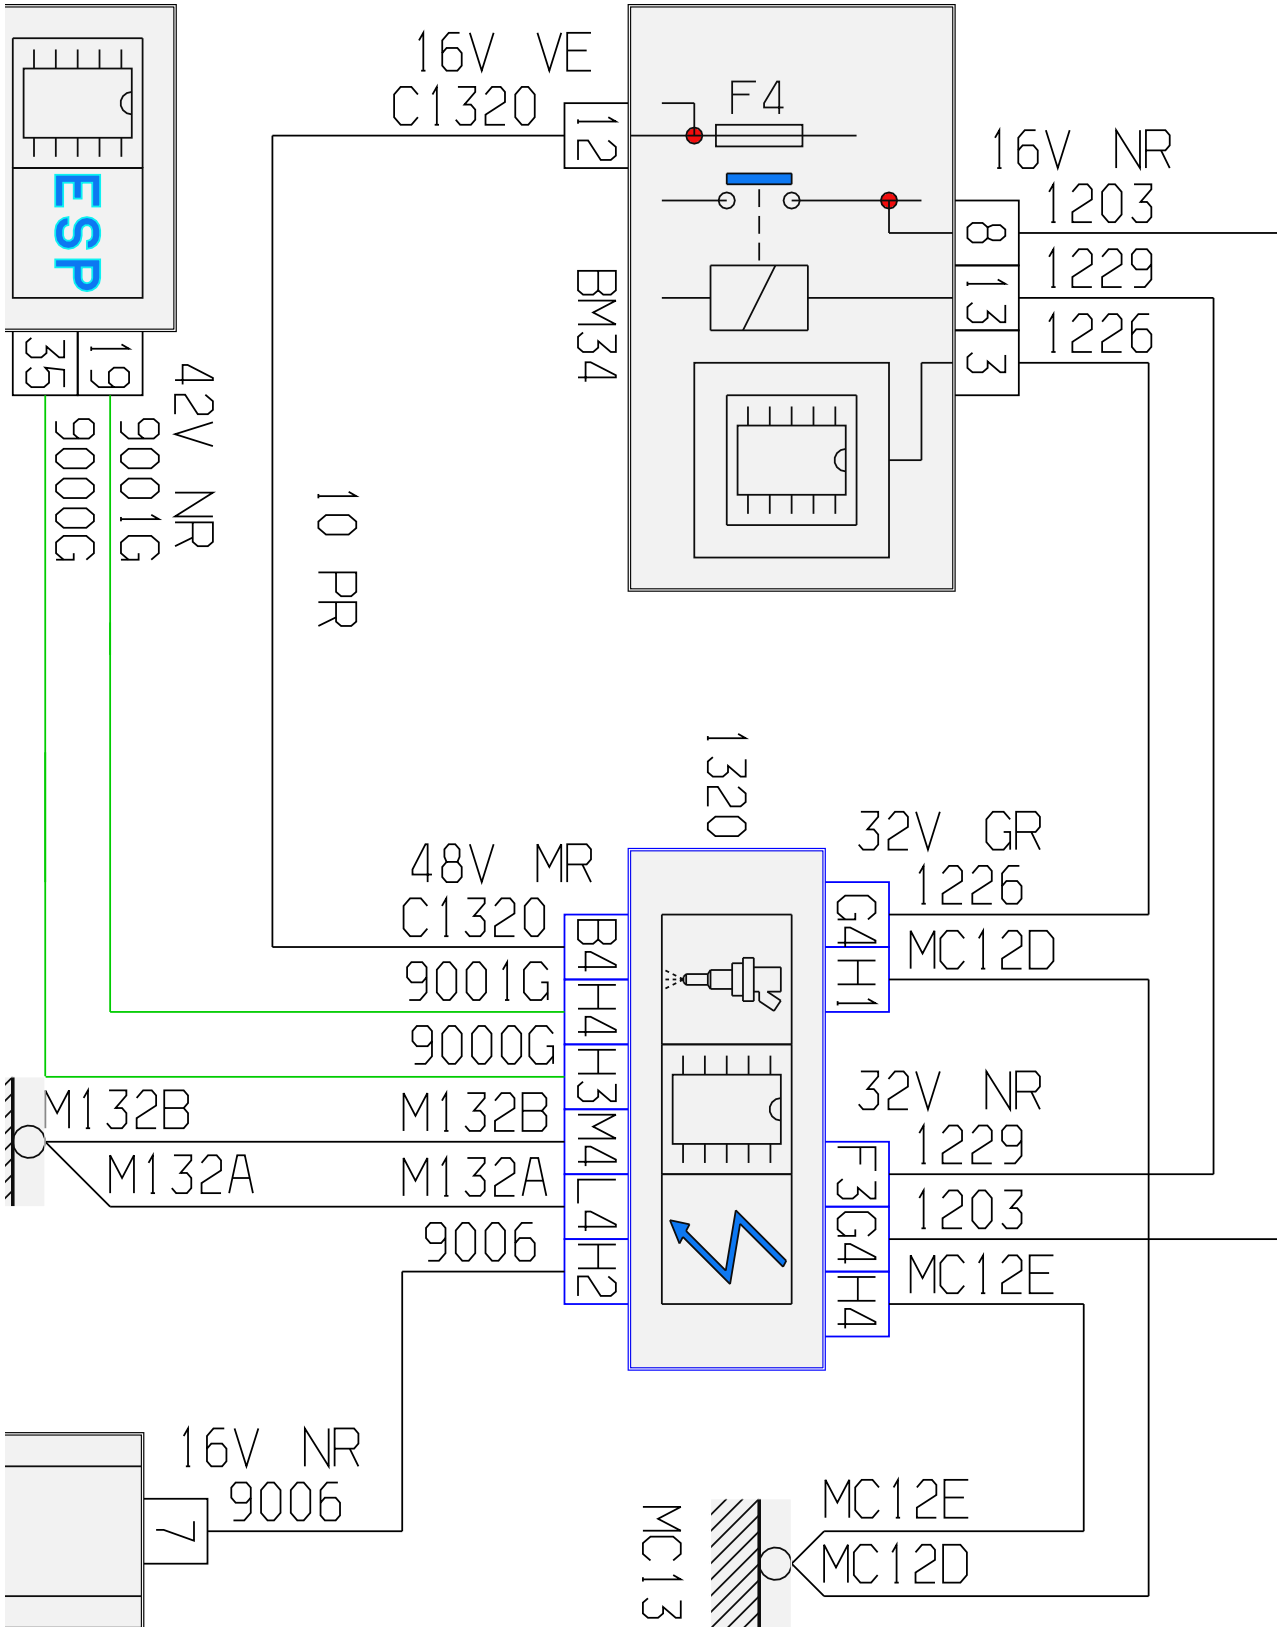 16V VE
C1320
12
F4
16V NR
1203
8
1229
13
1226
3
BM34
ESP
35
19
42V NR
9001G
9000G
10 PR
1320
48V MR
C1320
B4
9001G
H4
9000G
H3
M132B
M132B
M4
M132A
M132A
L4
9006
H2
32V GR
1226
G4
MC12D
H1
32V NR
1229
F3
1203
G4
MC12E
H4
16V NR
9006
7
MC12E
MC12D
MC13